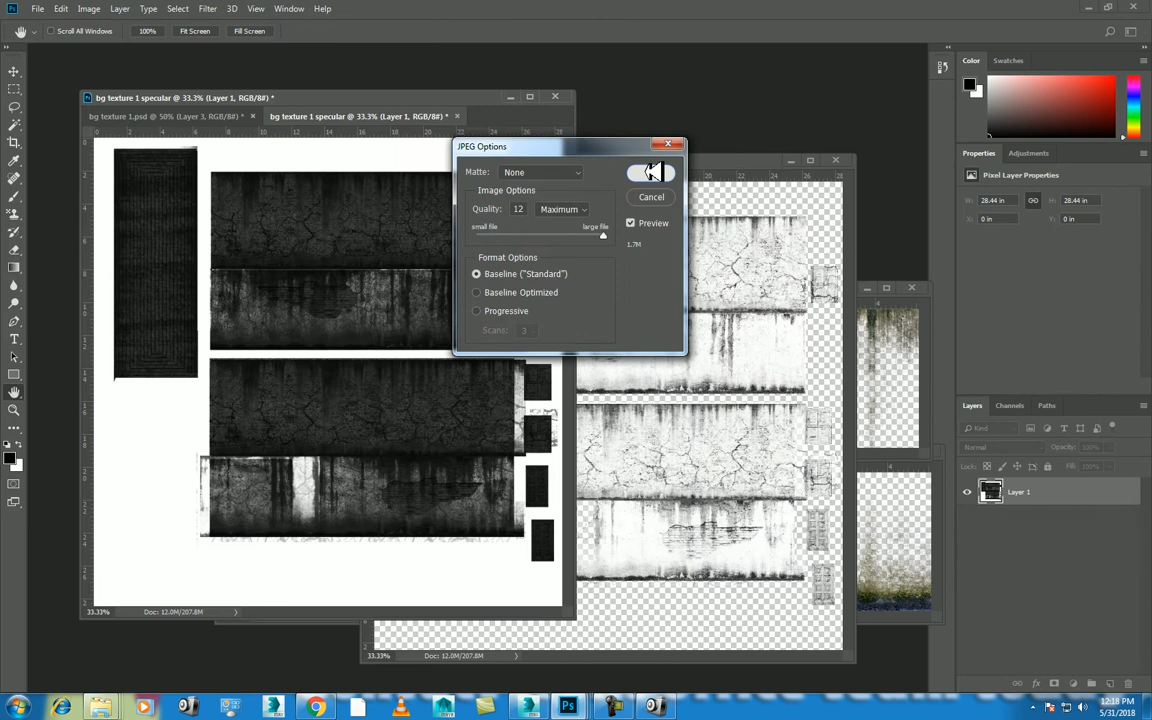 Ps File Edit Image Layer Type Select Filter 3D View Window Help
Scroll All Windows 100% Fit Screen Fill Screen
Color Swatches
Ps bg texture 1 specular @ 33.3% (Layer 1, RGB/8#) *
bg texture 1.psd @ 50% (Layer 3, RGB/8#) * × bg texture 1 specular @ 33.3% (Layer 1, RGB/8#) * ×
JPEG Options
Matte: None
Cancel
Image Options
Quality: 12 Maximum
small file large file
Preview
1.7M
Format Options
Baseline ("Standard")
Baseline Optimized
Progressive
Scans: 3
Properties Adjustments
Pixel Layer Properties
W: 28.44 in H: 28.44 in
X: 0 in Y: 0 in
Layers Channels Paths
Kind
Normal Opacity: 100%
Lock: Fill: 100%
Layer 1
33.33% Doc: 12.0M/207.8M
33.33% Doc: 12.0M/207.8M
Ps
12:18 PM
5/31/2018